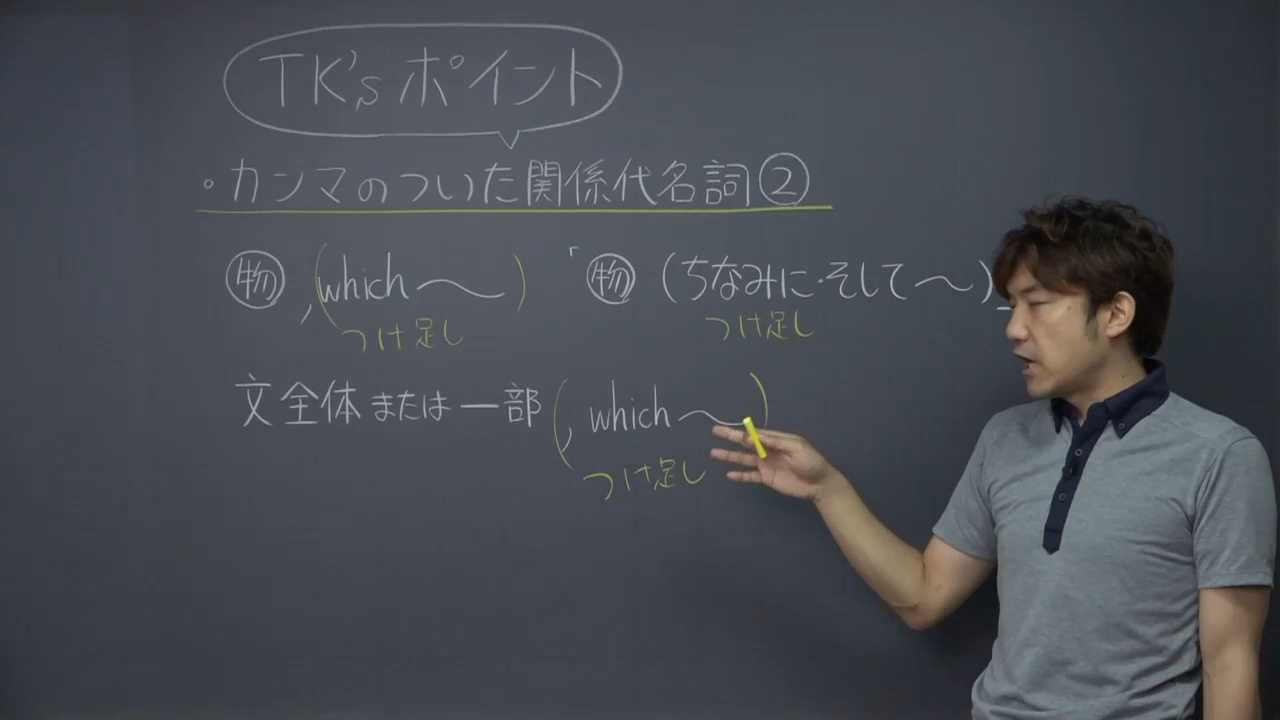 TK'sポイント
・カンマのついた関係代名詞②
物, (which～) 「物 (ちなみに・そして～)
つけ足し つけ足し
文全体または一部 (, which～)
つけ足し